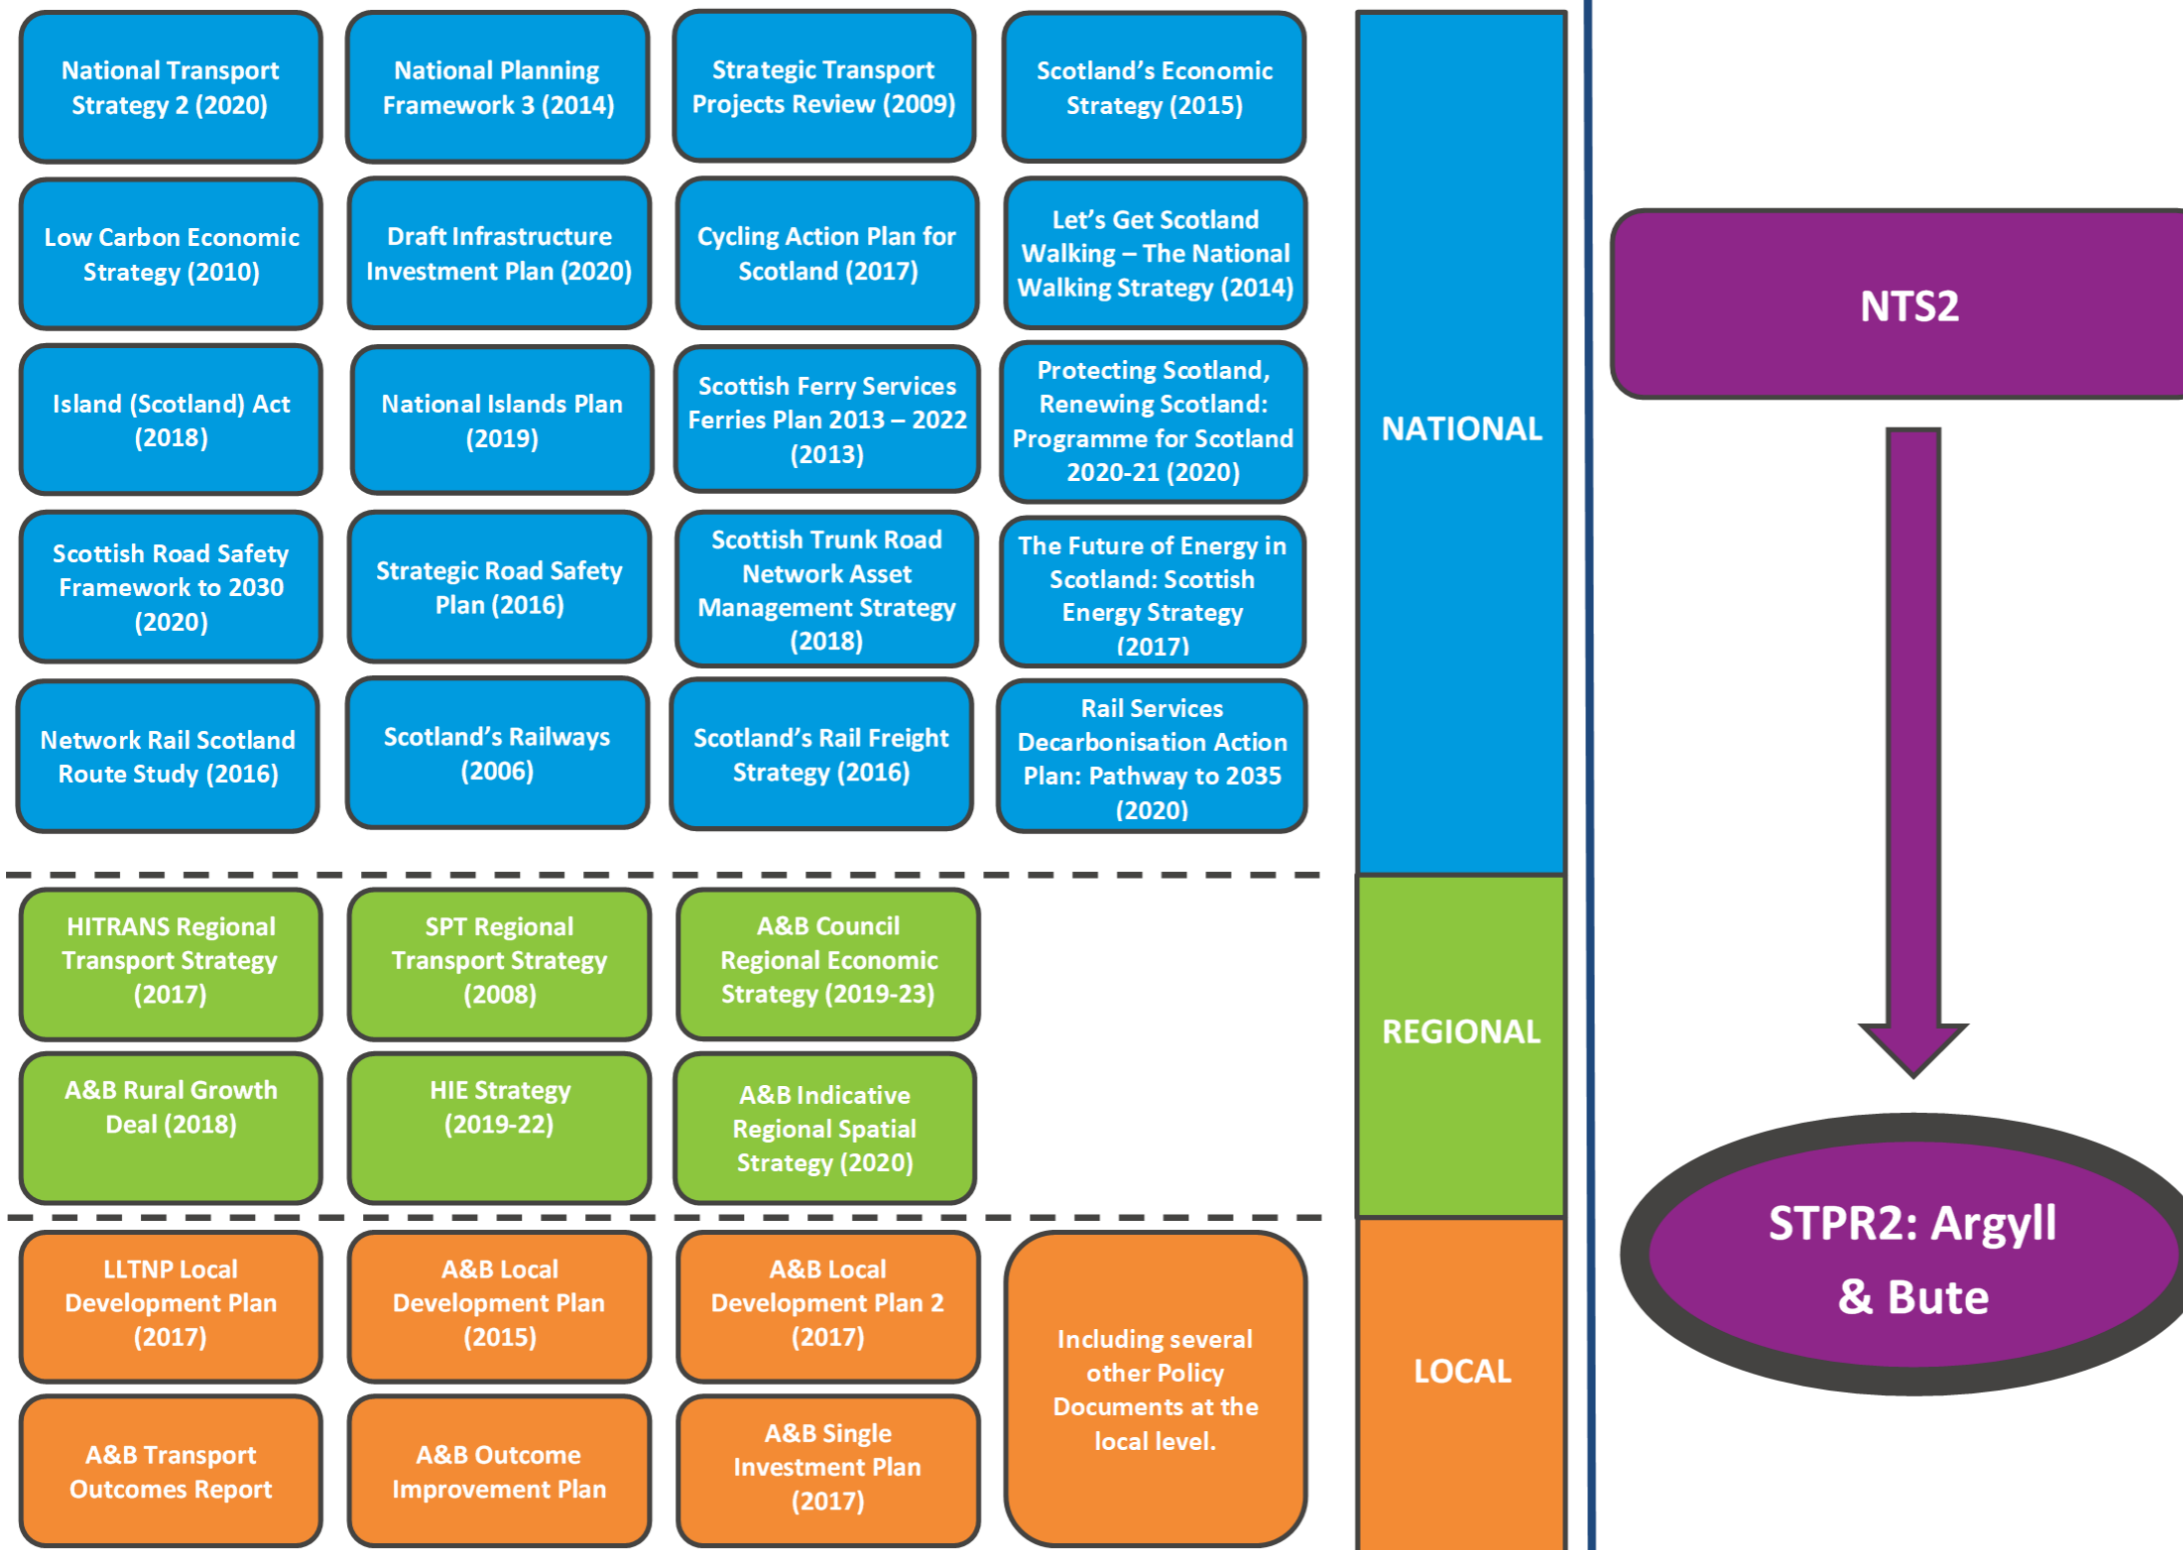 National Transport
Strategy 2 (2020)
National Planning
Framework 3 (2014)
Strategic Transport
Projects Review (2009)
Scotland's Economic
Strategy (2015)
Low Carbon Economic
Strategy (2010)
Draft Infrastructure
Investment Plan (2020)
Cycling Action Plan for
Scotland (2017)
Let's Get Scotland
Walking – The National
Walking Strategy (2014)
Island (Scotland) Act
(2018)
National Islands Plan
(2019)
Scottish Ferry Services
Ferries Plan 2013 – 2022
(2013)
Protecting Scotland,
Renewing Scotland:
Programme for Scotland
2020-21 (2020)
Scottish Road Safety
Framework to 2030
(2020)
Strategic Road Safety
Plan (2016)
Scottish Trunk Road
Network Asset
Management Strategy
(2018)
The Future of Energy in
Scotland: Scottish
Energy Strategy
(2017)
Network Rail Scotland
Route Study (2016)
Scotland's Railways
(2006)
Scotland's Rail Freight
Strategy (2016)
Rail Services
Decarbonisation Action
Plan: Pathway to 2035
(2020)
NATIONAL
HITRANS Regional
Transport Strategy
(2017)
SPT Regional
Transport Strategy
(2008)
A&B Council
Regional Economic
Strategy (2019-23)
A&B Rural Growth
Deal (2018)
HIE Strategy
(2019-22)
A&B Indicative
Regional Spatial
Strategy (2020)
REGIONAL
LLTNP Local
Development Plan
(2017)
A&B Local
Development Plan
(2015)
A&B Local
Development Plan 2
(2017)
Including several
other Policy
Documents at the
local level.
A&B Transport
Outcomes Report
A&B Outcome
Improvement Plan
A&B Single
Investment Plan
(2017)
LOCAL
NTS2
STPR2: Argyll
& Bute